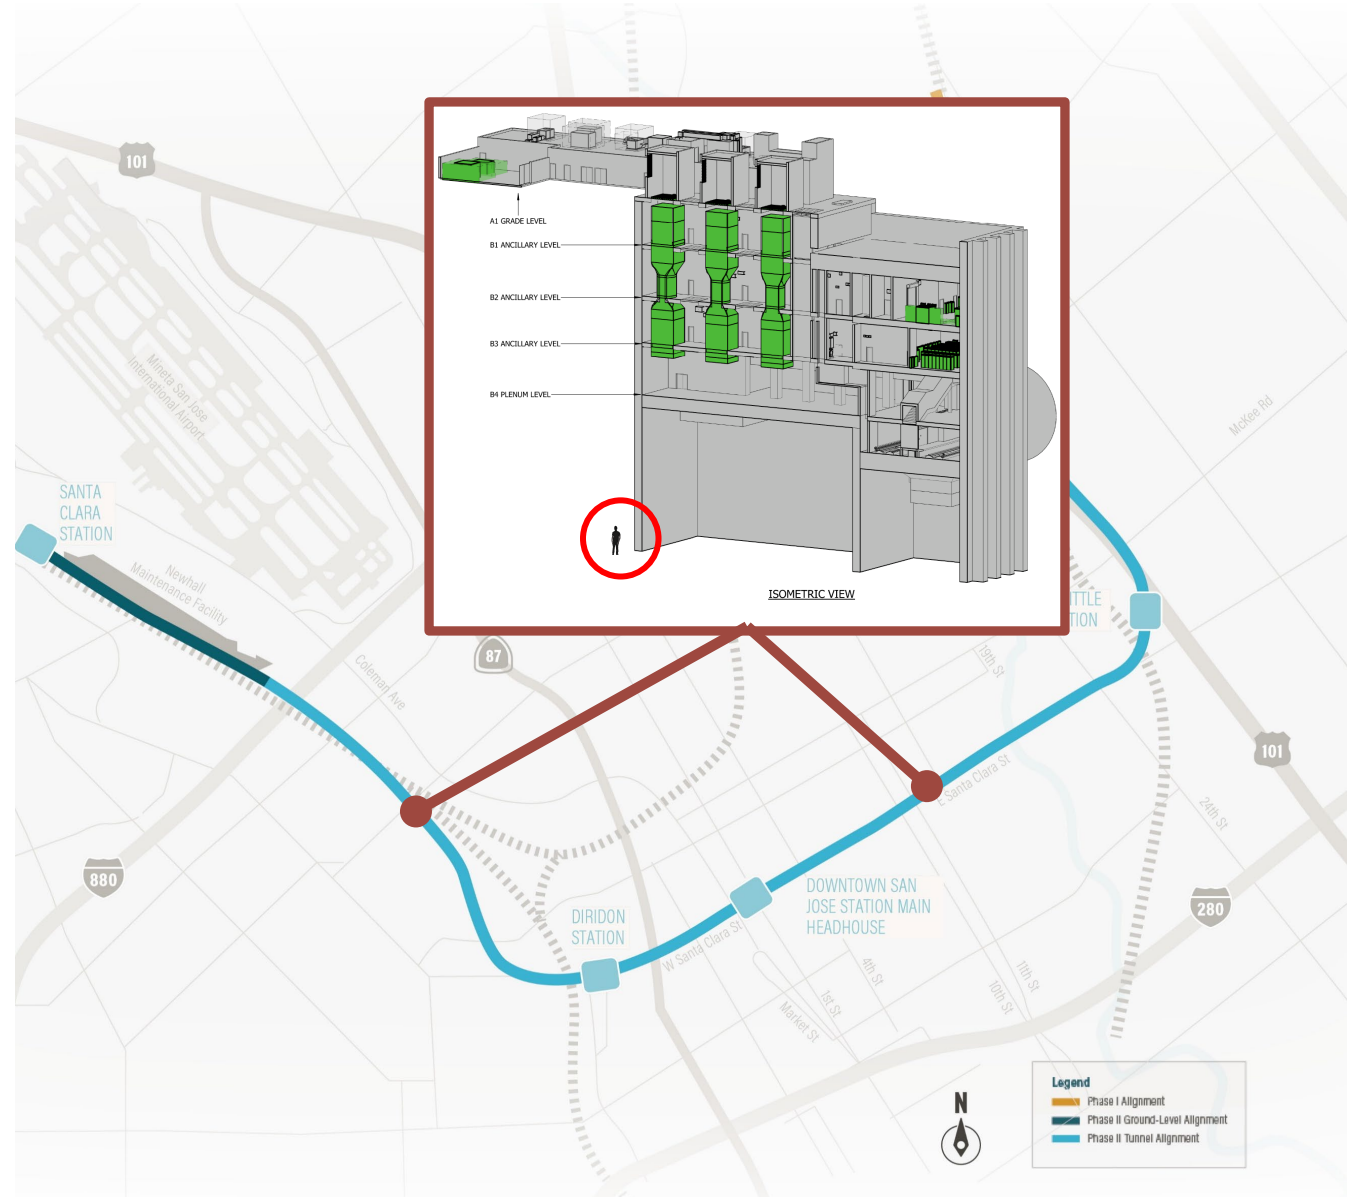 101
A1 GRADE LEVEL
B1 ANCILLARY LEVEL
B2 ANCILLARY LEVEL
B3 ANCILLARY LEVEL
B4 PLENUM LEVEL
ISOMETRIC VIEW
Mineta San Jose
International Airport
McKee Rd
SANTA
CLARA
STATION
Newhall
Maintenance Facility
Coleman Ave
87
ITTLE
TION
19th St
101
E Santa Clara St
24th St
880
DOWNTOWN SAN
JOSE STATION MAIN
HEADHOUSE
280
DIRIDON
STATION
W Santa Clara St
4th St
11th St
10th St
1st St
Market St
N
Legend
Phase I Alignment
Phase II Ground-Level Alignment
Phase II Tunnel Alignment